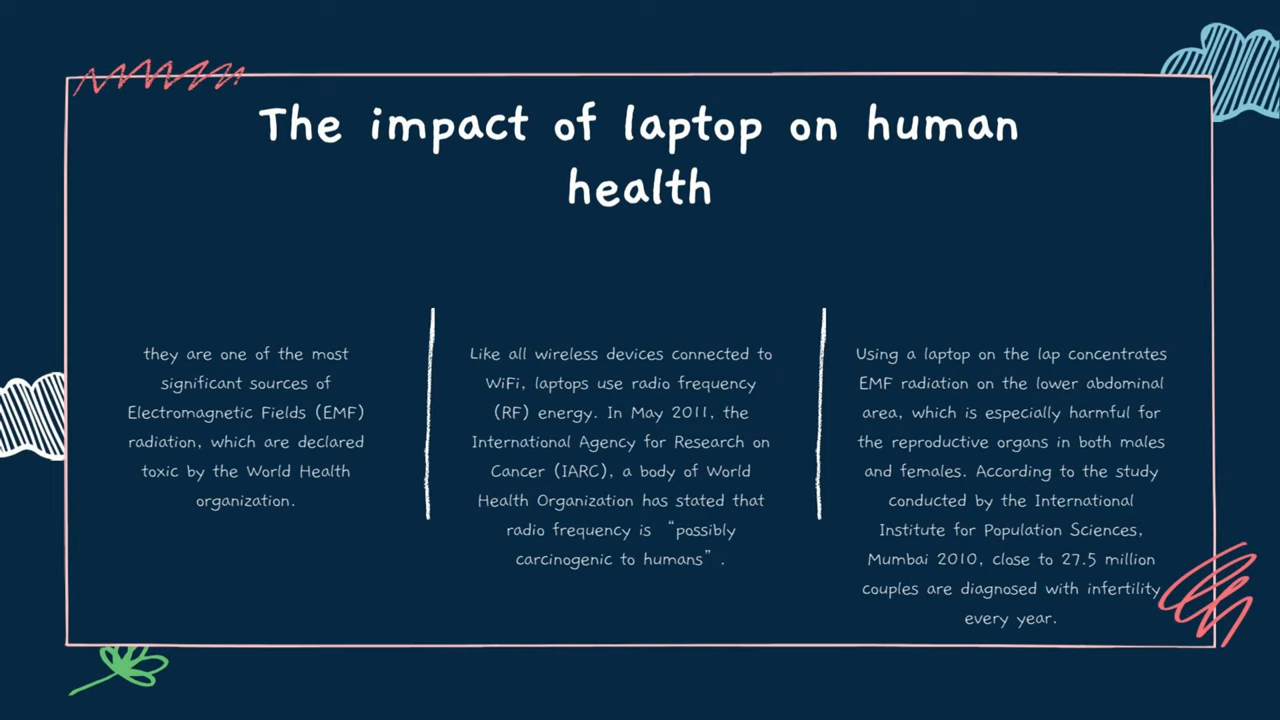 The impact of laptop on human
health
they are one of the most
significant sources of
Electromagnetic Fields (EMF)
radiation, which are declared
toxic by the World Health
organization.
Like all wireless devices connected to
WiFi, laptops use radio frequency
(RF) energy. In May 2011, the
International Agency for Research on
Cancer (IARC), a body of World
Health Organization has stated that
radio frequency is “possibly
carcinogenic to humans”.
Using a laptop on the lap concentrates
EMF radiation on the lower abdominal
area, which is especially harmful for
the reproductive organs in both males
and females. According to the study
conducted by the International
Institute for Population Sciences,
Mumbai 2010, close to 27.5 million
couples are diagnosed with infertility
every year.